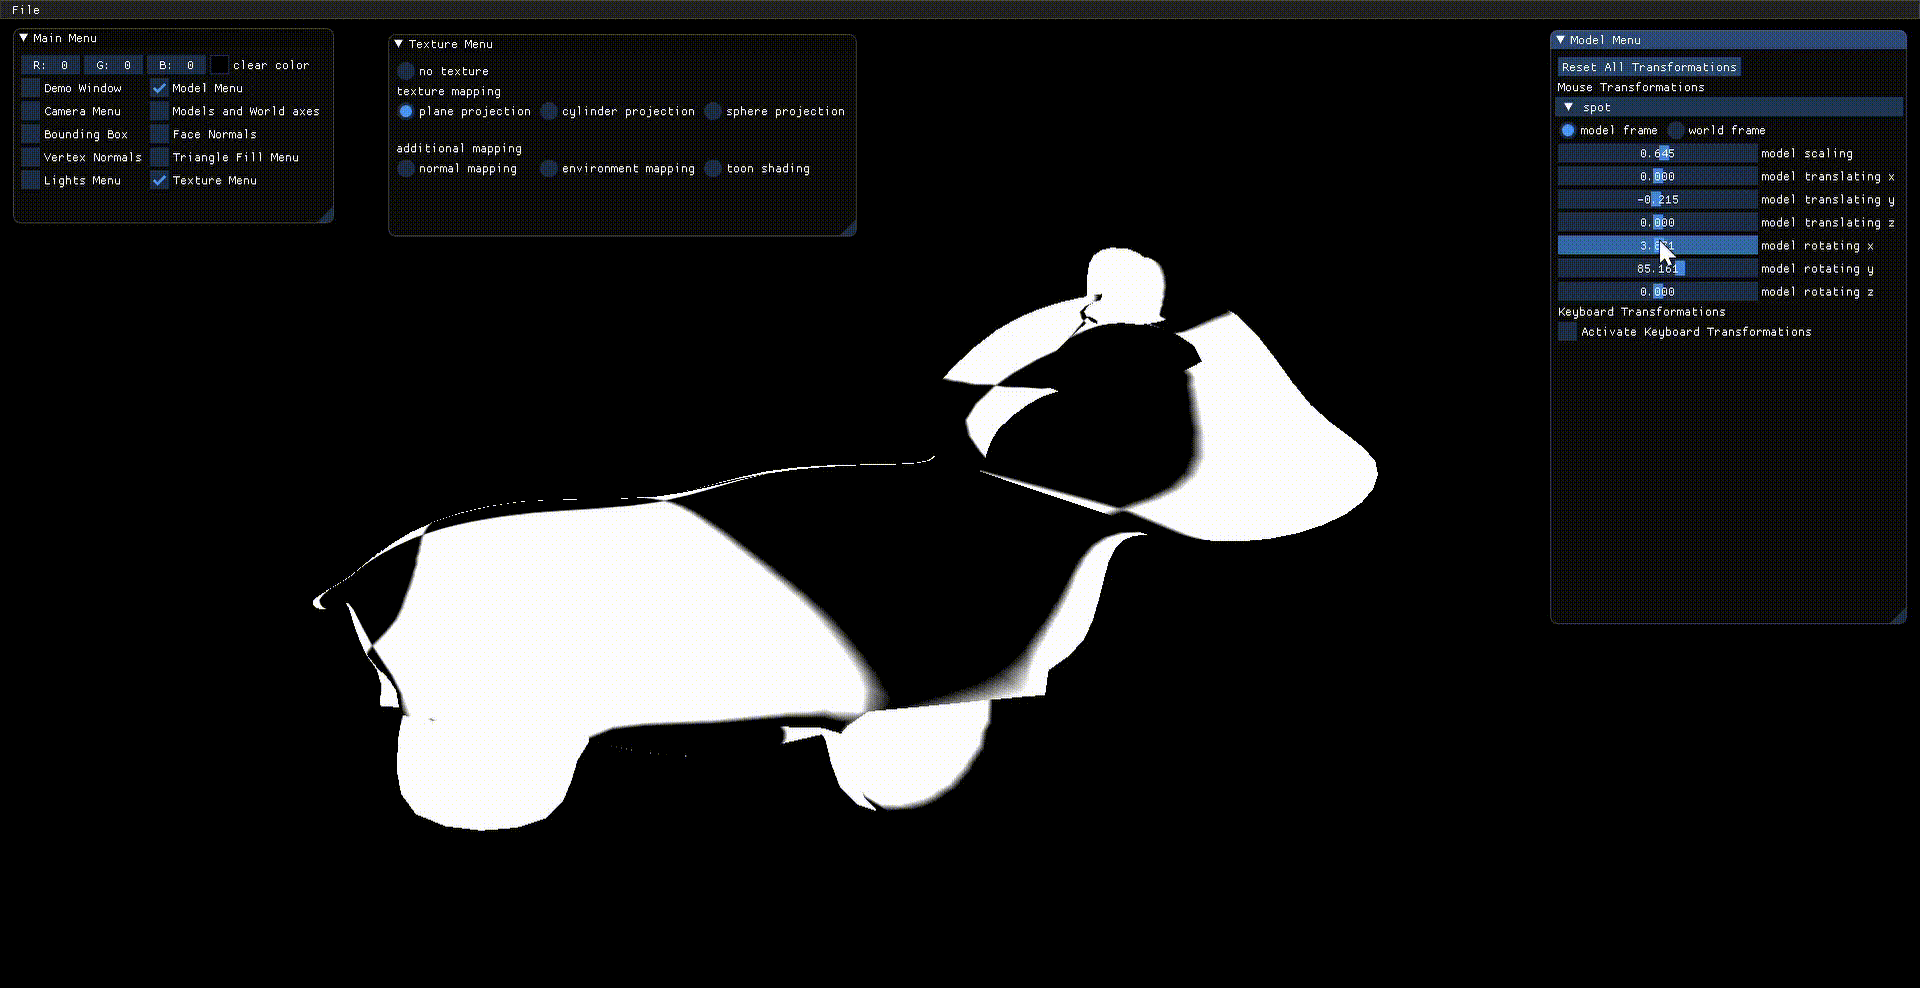 File
Main Menu
R: 0 G: 0 B: 0 clear color
Demo Window Model Menu
Camera Menu Models and World axes
Bounding Box Face Normals
Vertex Normals Triangle Fill Menu
Lights Menu Texture Menu
Texture Menu
no texture
texture mapping
plane projection cylinder projection sphere projection
additional mapping
normal mapping environment mapping toon shading
Model Menu
Reset All Transformations
Mouse Transformations
spot
model frame world frame
0.645 model scaling
0.000 model translating x
-0.215 model translating y
0.000 model translating z
model rotating x
85.161 model rotating y
0.000 model rotating z
Keyboard Transformations
Activate Keyboard Transformations